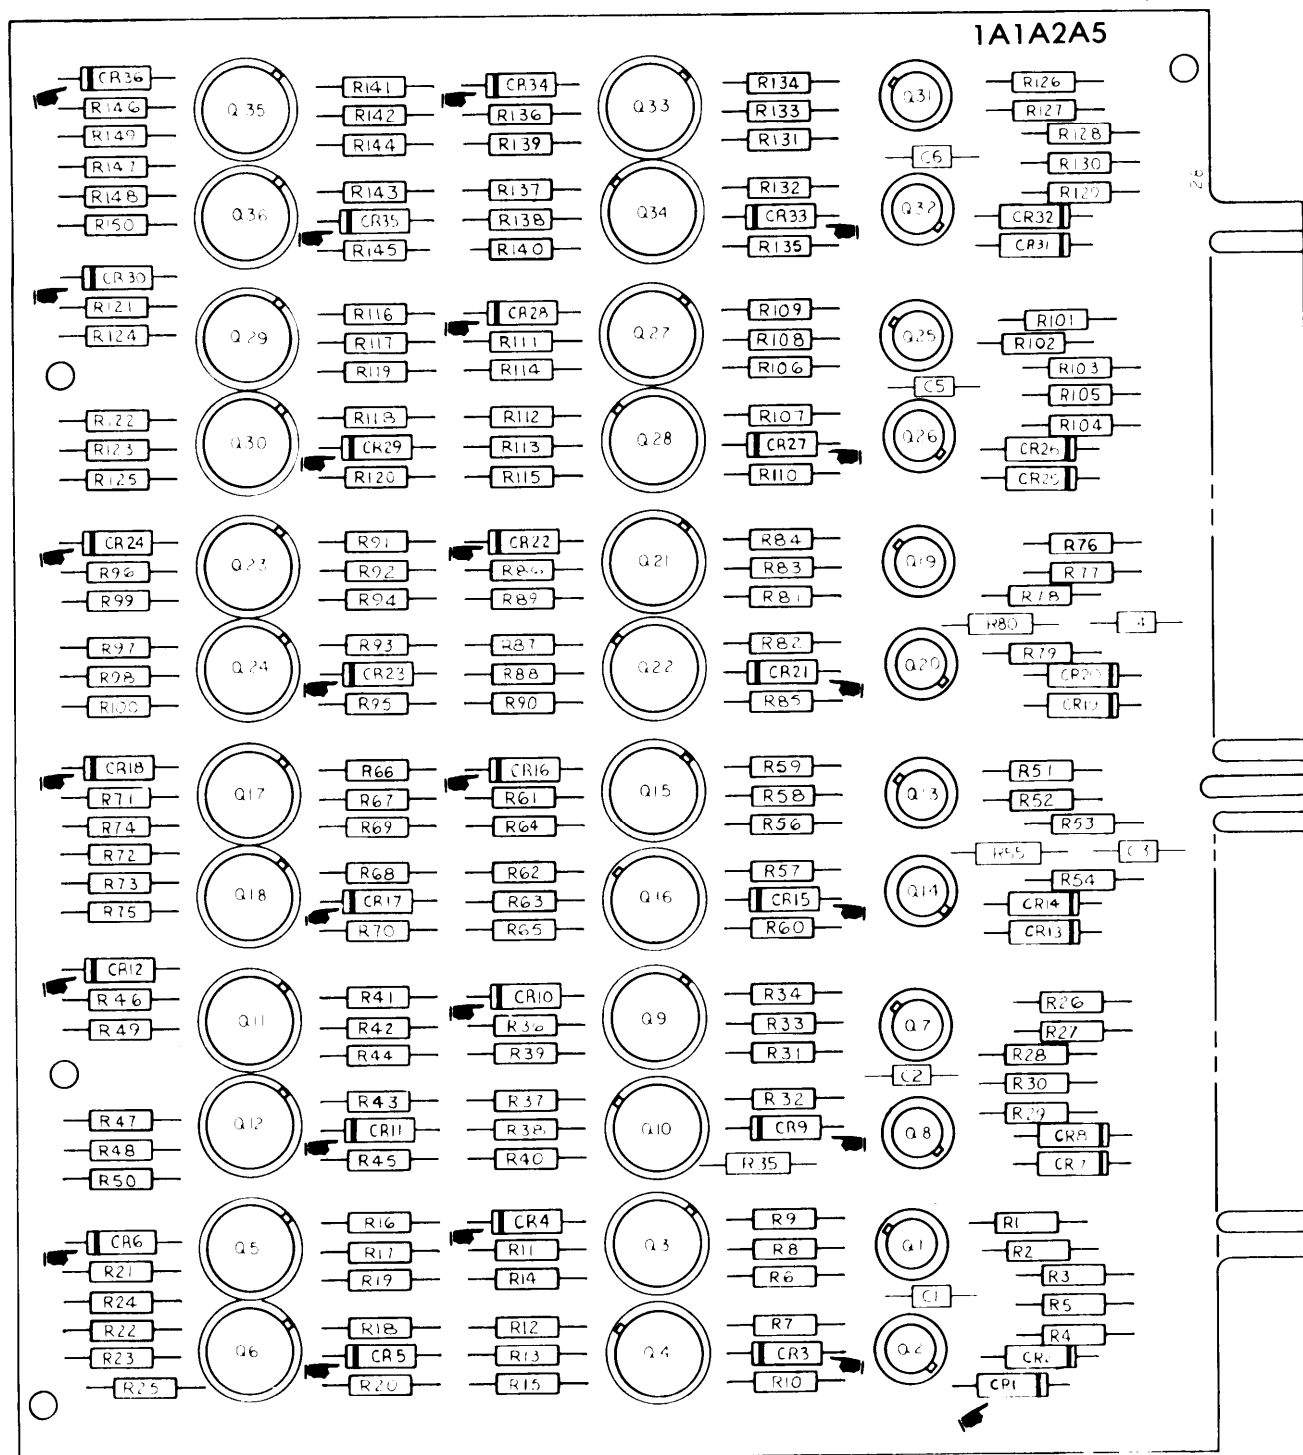 1A1A2A5
CR36 R141 CR34 R134 Q31 R126
R146 Q35 R142 R136 Q33 R133 R127
R149 R144 R139 R131 R128
R147 C6 R130
R148 R143 R137 R132 R129
R150 Q36 CR35 R138 Q34 CR33 Q32 CR32
R145 R140 R135 CR31
26
CR30
R121 R116 CR28 R109 R101
R124 Q29 R117 R111 Q27 R108 Q25 R102
R119 R114 R106 R103
C5 R105
R122 R118 R112 R107 R104
R123 Q30 CR29 R113 Q28 CR27 Q26 CR26
R125 R120 R115 R110 CR25
CR24 R91 CR22 R84 R76
R96 Q23 R92 R86 Q21 R83 Q19 R77
R99 R94 R89 R81 R78
R80
R97 R93 R87 R82 R79
R98 Q24 CR23 R88 Q22 CR21 Q20 CR20
R100 R95 R90 R85 CR19
CR18 R66 CR16 R59 R51
R71 Q17 R67 R61 Q15 R58 Q13 R52
R74 R69 R64 R56 R53
R72 R55 C3
R73 R68 R62 R57 R54
R75 Q18 CR17 R63 Q16 CR15 Q14 CR14
R70 R65 R60 CR13
CR12 R41 CR10 R34 R26
R46 Q11 R42 R36 Q9 R33 Q7 R27
R49 R44 R39 R31 R28
C2 R30
R47 R43 R37 R32 R29
R48 Q12 CR11 R38 Q10 CR9 Q8 CR8
R50 R45 R40 R35 CR7
CR6 R16 CR4 R9 R1
R21 Q5 R17 R11 Q3 R8 Q1 R2
R24 R19 R14 R6 R3
C1 R5
R22 R18 R12 R7 R4
R23 Q6 CR5 R13 Q4 CR3 Q2
R25 R20 R15 R10 CR1